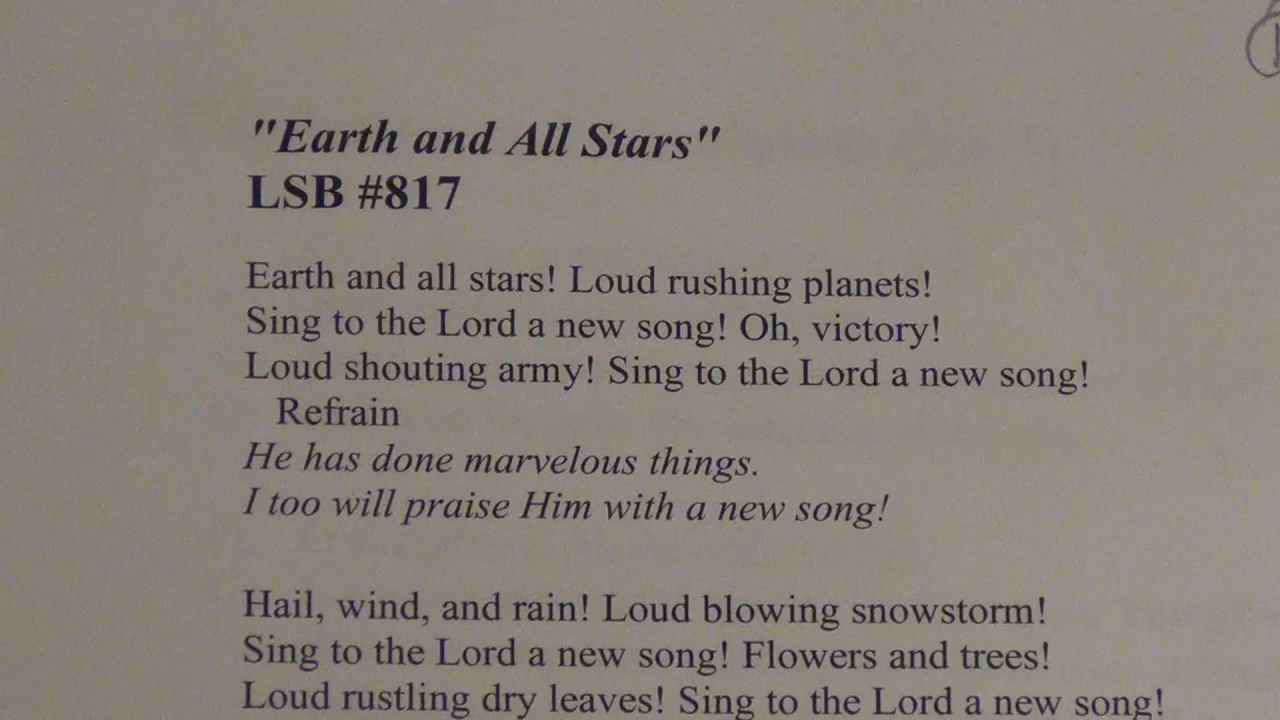 "Earth and All Stars"
LSB #817
Earth and all stars! Loud rushing planets!
Sing to the Lord a new song! Oh, victory!
Loud shouting army! Sing to the Lord a new song!
Refrain
He has done marvelous things.
I too will praise Him with a new song!
Hail, wind, and rain! Loud blowing snowstorm!
Sing to the Lord a new song! Flowers and trees!
Loud rustling dry leaves! Sing to the Lord a new song!